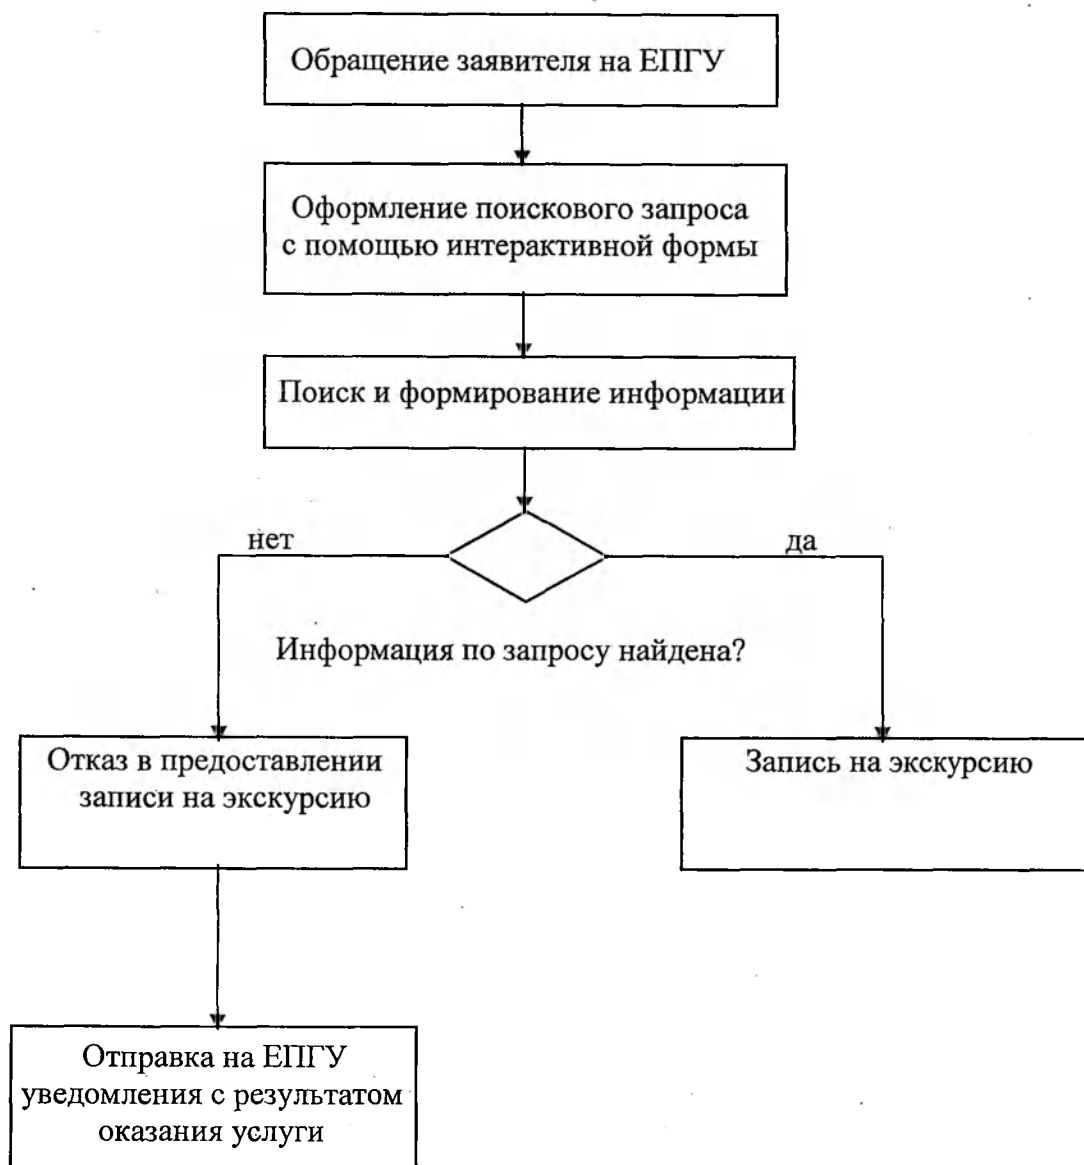 Обращение заявителя на ЕПГУ
Оформление поискового запроса
с помощью интерактивной формы
Поиск и формирование информации
нет
да
Информация по запросу найдена?
Отказ в предоставлении
записи на экскурсию
Запись на экскурсию
Отправка на ЕПГУ
уведомления с результатом
оказания услуги